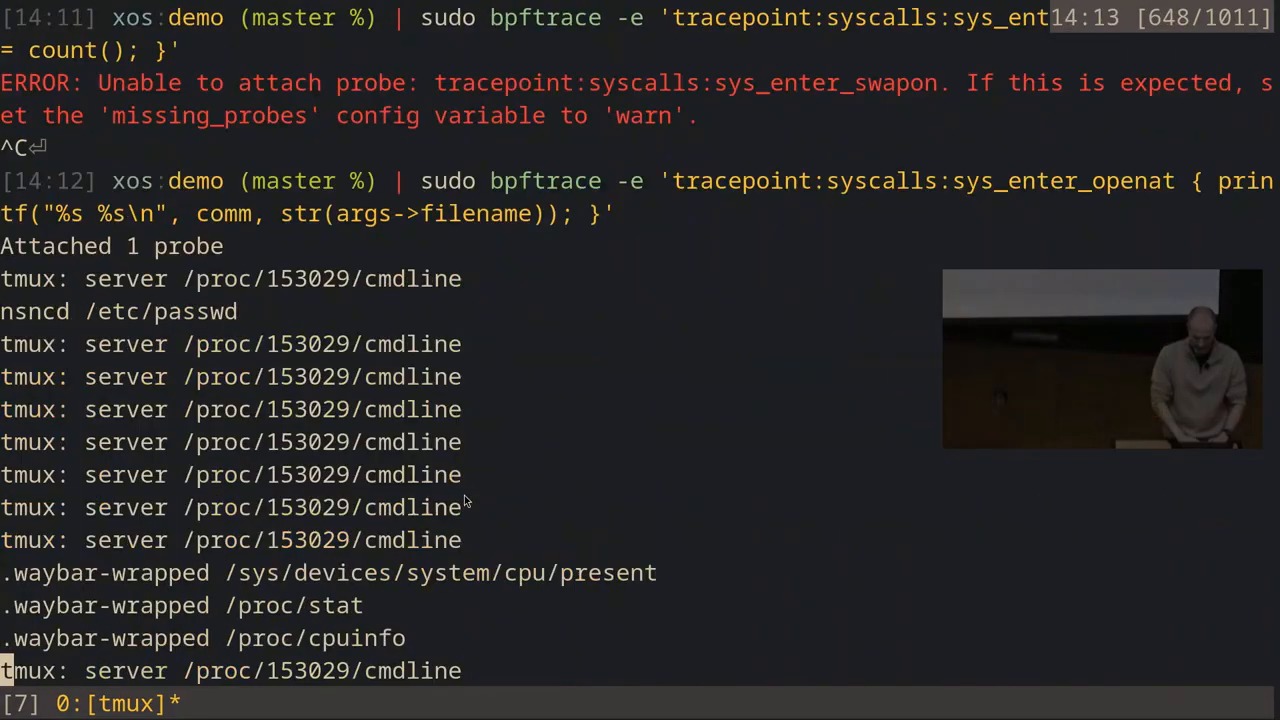 [14:11] xos:demo (master %) | sudo bpftrace -e 'tracepoint:syscalls:sys_ent14:13 [648/1011]
= count(); }'
ERROR: Unable to attach probe: tracepoint:syscalls:sys_enter_swapon. If this is expected, s
et the 'missing_probes' config variable to 'warn'.
^C⏎
[14:12] xos:demo (master %) | sudo bpftrace -e 'tracepoint:syscalls:sys_enter_openat { prin
tf("%s %s\n", comm, str(args->filename)); }'
Attached 1 probe
tmux: server /proc/153029/cmdline
nsncd /etc/passwd
tmux: server /proc/153029/cmdline
tmux: server /proc/153029/cmdline
tmux: server /proc/153029/cmdline
tmux: server /proc/153029/cmdline
tmux: server /proc/153029/cmdline
tmux: server /proc/153029/cmdline
tmux: server /proc/153029/cmdline
.waybar-wrapped /sys/devices/system/cpu/present
.waybar-wrapped /proc/stat
.waybar-wrapped /proc/cpuinfo
tmux: server /proc/153029/cmdline
[7] 0:[tmux]*